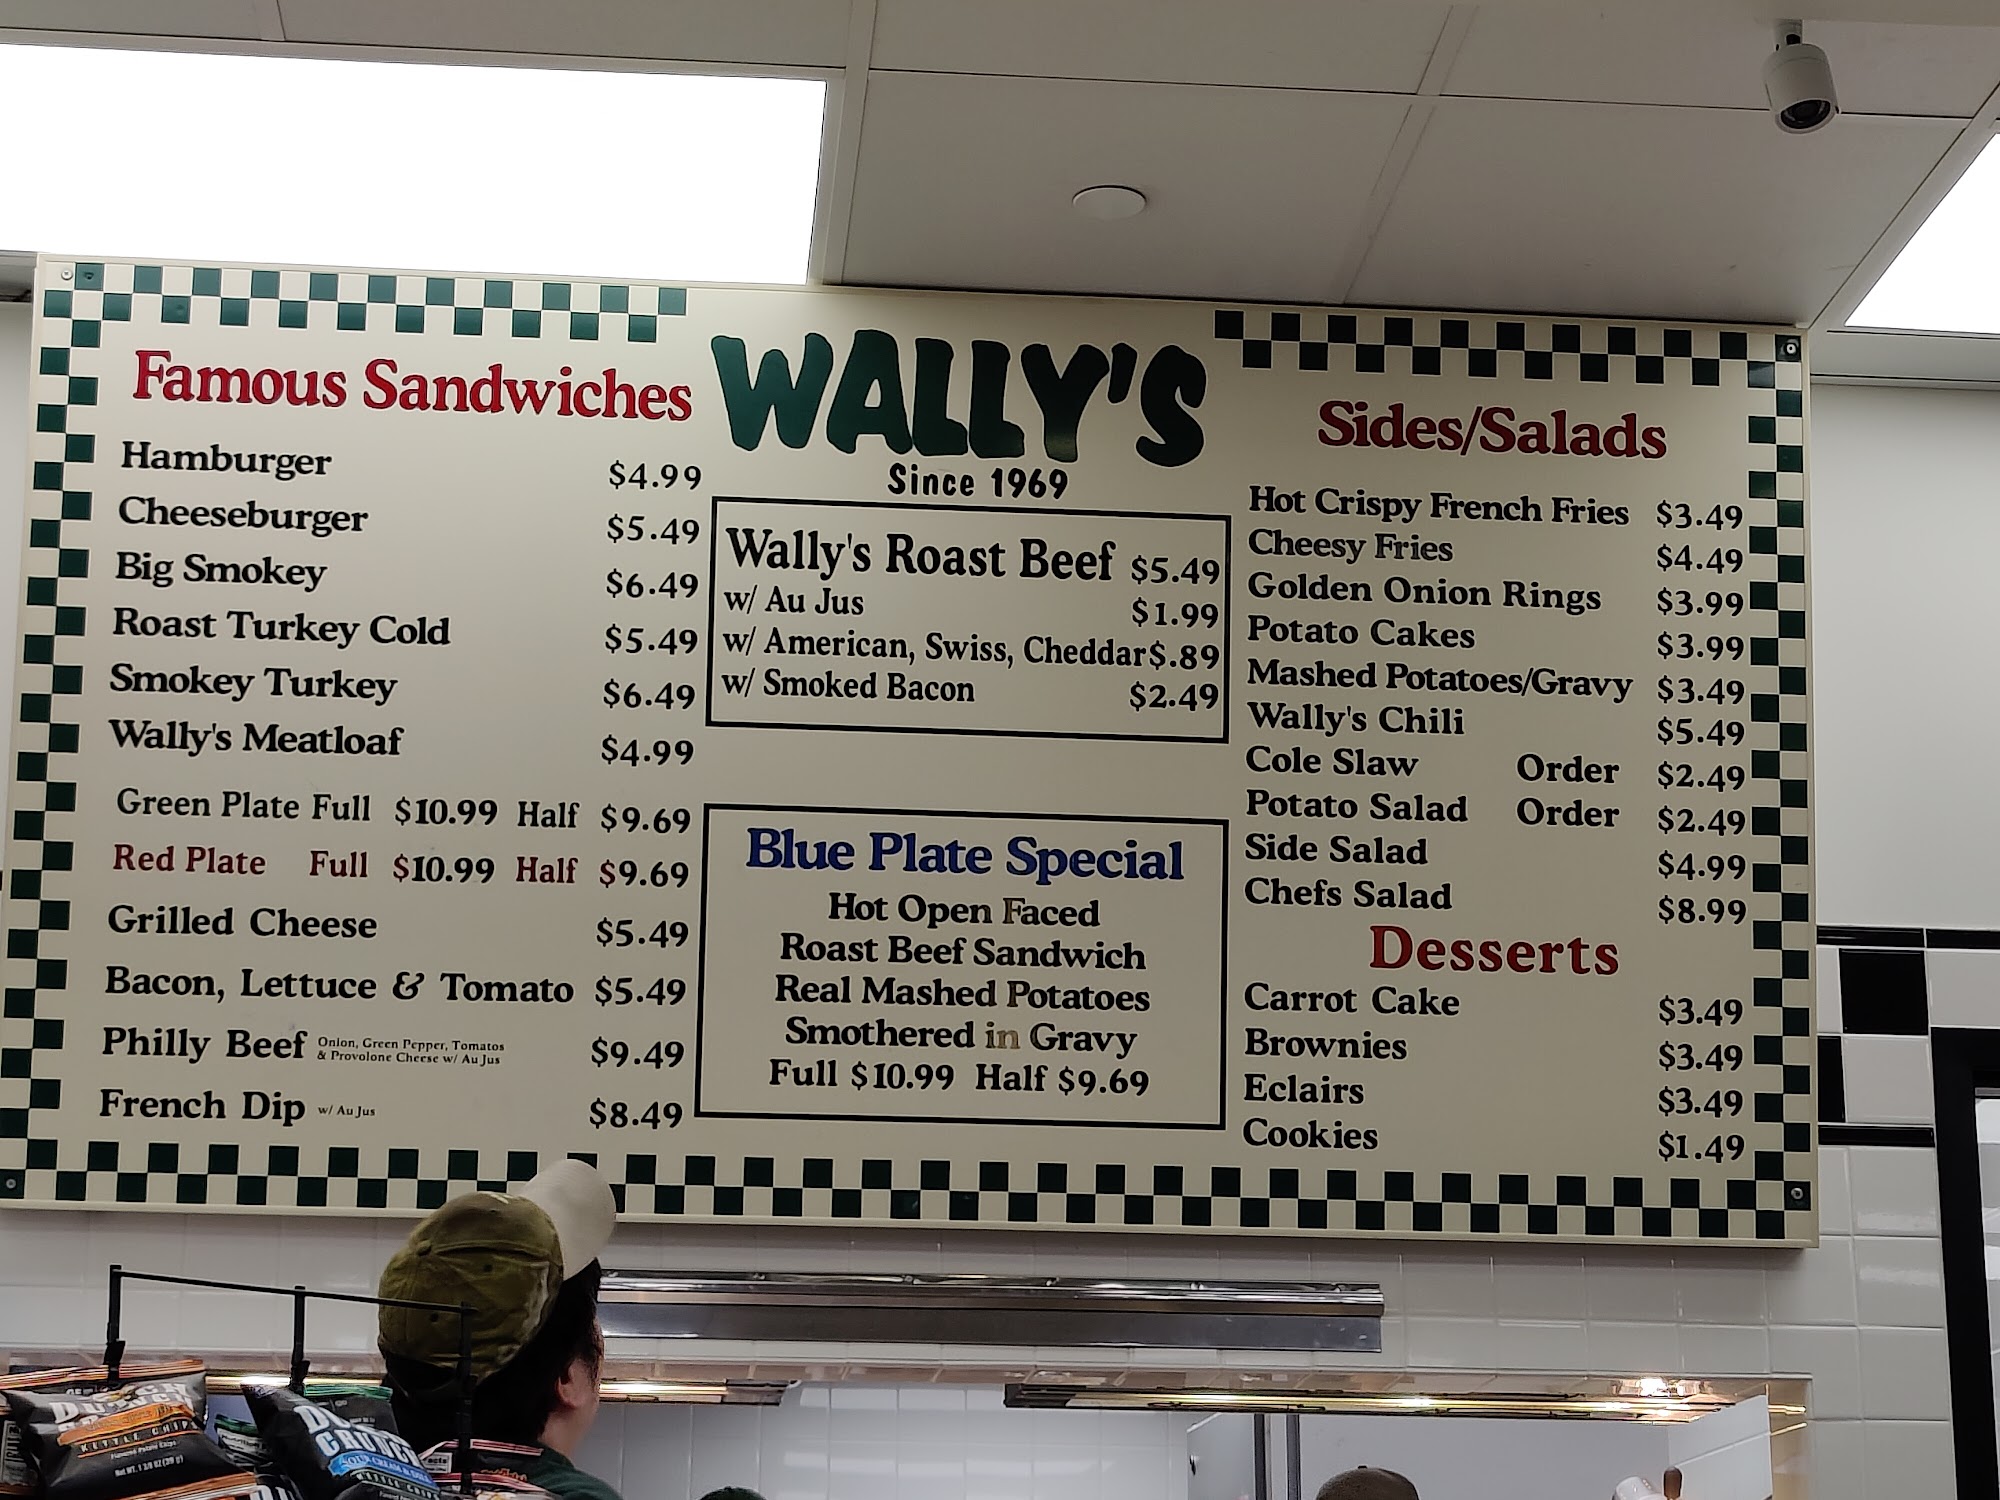 WALLY'S
Since 1969
Famous Sandwiches
Hamburger $4.99
Cheeseburger $5.49
Big Smokey $6.49
Roast Turkey Cold $5.49
Smokey Turkey $6.49
Wally's Meatloaf $4.99
Green Plate Full $10.99 Half $9.69
Red Plate Full $10.99 Half $9.69
Grilled Cheese $5.49
Bacon, Lettuce & Tomato $5.49
Philly Beef Onion, Green Pepper, Tomatos
& Provolone Cheese w/ Au Jus $9.49
French Dip w/ Au Jus $8.49
Wally's Roast Beef $5.49
w/ Au Jus $1.99
w/ American, Swiss, Cheddar $.89
w/ Smoked Bacon $2.49
Blue Plate Special
Hot Open Faced
Roast Beef Sandwich
Real Mashed Potatoes
Smothered in Gravy
Full $10.99 Half $9.69
Sides/Salads
Hot Crispy French Fries $3.49
Cheesy Fries $4.49
Golden Onion Rings $3.99
Potato Cakes $3.99
Mashed Potatoes/Gravy $3.49
Wally's Chili $5.49
Cole Slaw Order $2.49
Potato Salad Order $2.49
Side Salad $4.99
Chefs Salad $8.99
Desserts
Carrot Cake $3.49
Brownies $3.49
Eclairs $3.49
Cookies $1.49
KETTLE CHIPS
CRUNCH
SOUR CREAM &
KETTLE